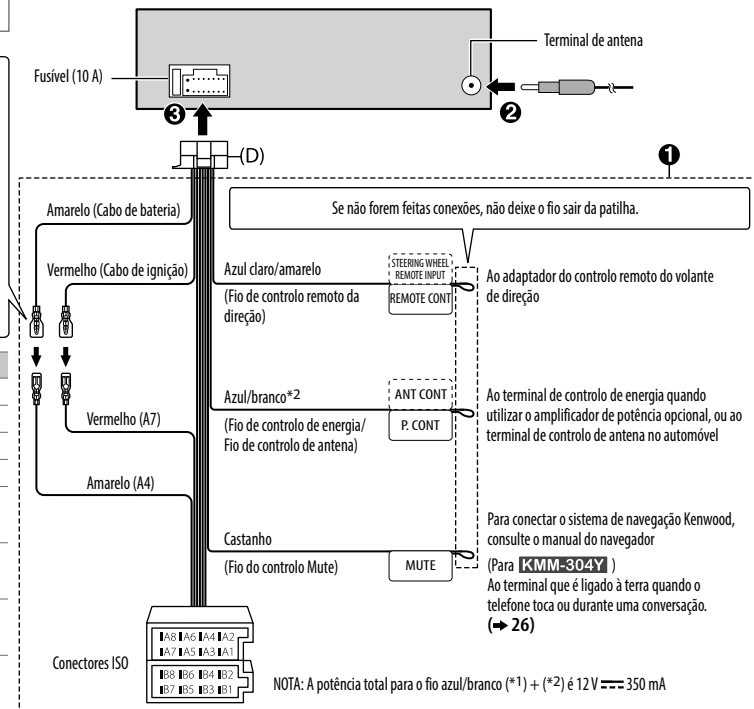 Terminal de antena
Fusível (10 A)
❸
❷
(D)
❶
Amarelo (Cabo de bateria)
Se não forem feitas conexões, não deixe o fio sair da patilha.
Vermelho (Cabo de ignição)
Azul claro/amarelo
(Fio de controlo remoto da
direção)
STEERING WHEEL
REMOTE INPUT
REMOTE CONT
Ao adaptador do controlo remoto do volante
de direção
Azul/branco*2
(Fio de controlo de energia/
Fio de controlo de antena)
ANT CONT
P. CONT
Ao terminal de controlo de energia quando
utilizar o amplificador de potência opcional, ou ao
terminal de controlo de antena no automóvel
Vermelho (A7)
Amarelo (A4)
Castanho
(Fio do controlo Mute)
MUTE
Para conectar o sistema de navegação Kenwood,
consulte o manual do navegador
(Para KMM-304Y )
Ao terminal que é ligado à terra quando o
telefone toca ou durante uma conversação.
(➜ 26)
Conectores ISO
A8 A6 A4 A2
A7 A5 A3 A1
B8 B6 B4 B2
B7 B5 B3 B1
NOTA: A potência total para o fio azul/branco (*1) + (*2) é 12 V ⎓ 350 mA